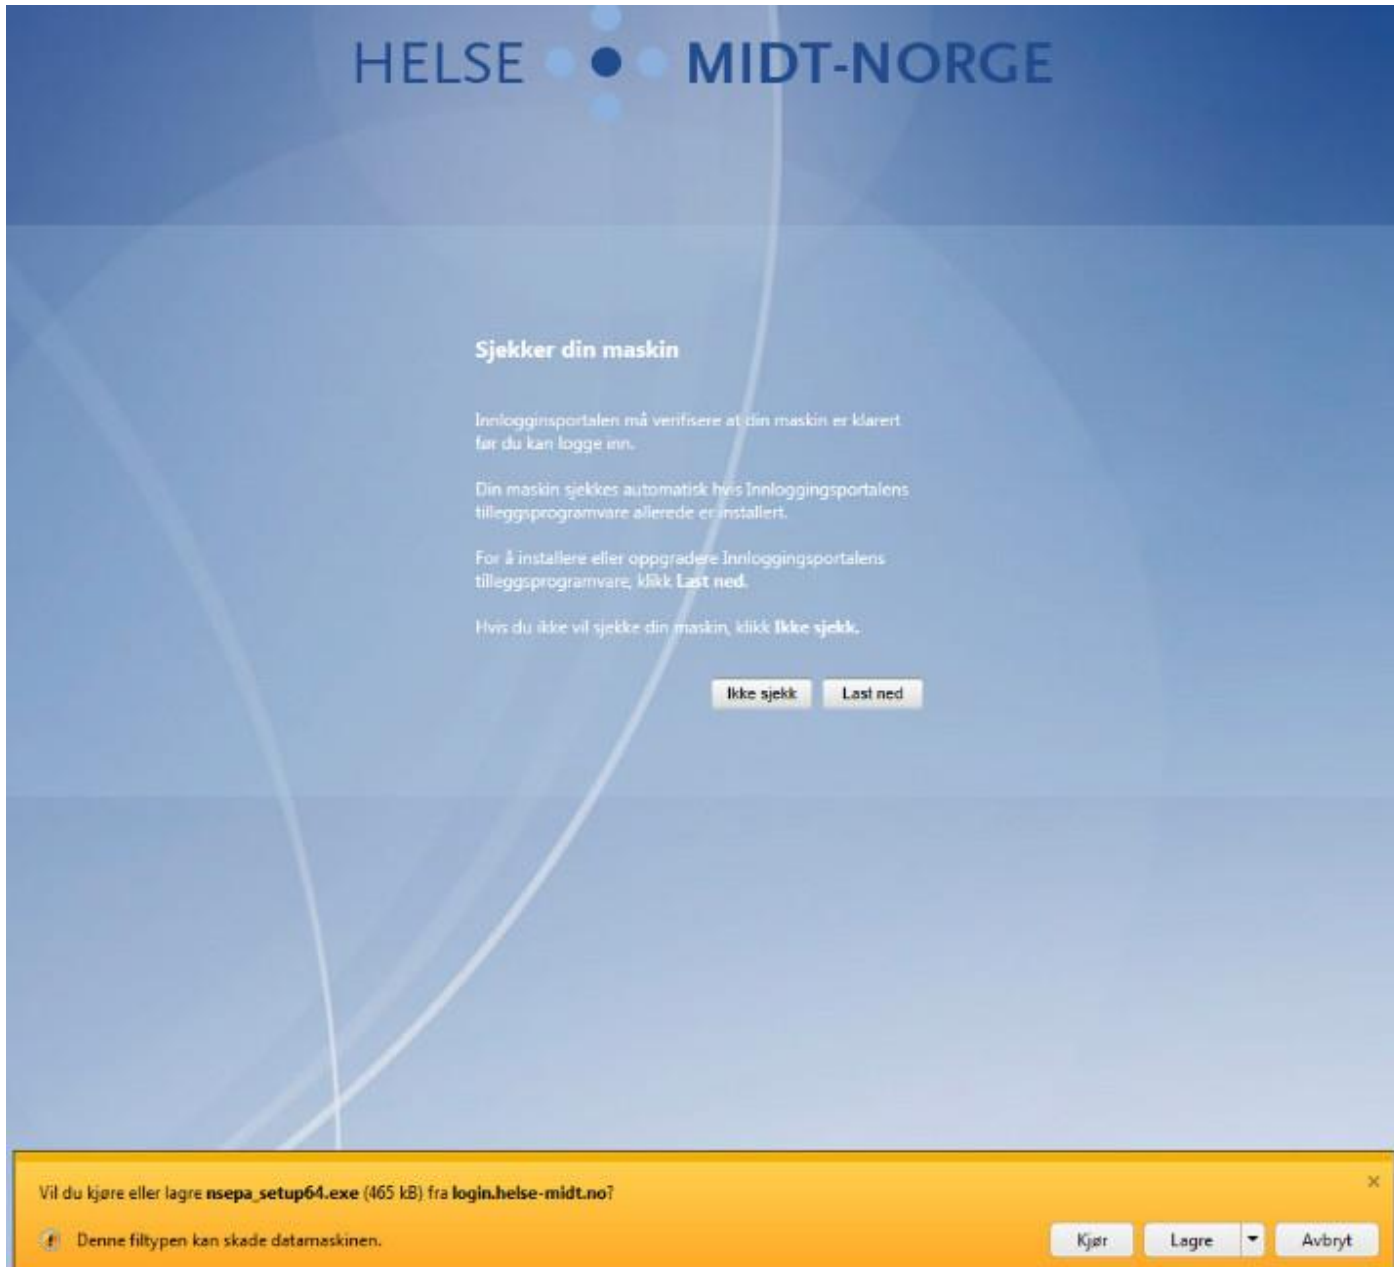 HELSE MIDT-NORGE
Sjekker din maskin
Innlogginsportalen må verifisere at din maskin er klarert
før du kan logge inn.
Din maskin sjekkes automatisk hvis Innloggingsportalens
tilleggsprogramvare allerede er installert.
For å installere eller oppgradere Innloggingsportalens
tilleggsprogramvare, klikk Last ned.
Hvis du ikke vil sjekke din maskin, klikk Ikke sjekk.
Ikke sjekk Last ned
Vil du kjøre eller lagre nsepa_setup64.exe (465 kB) fra login.helse-midt.no?
Denne filtypen kan skade datamaskinen.
Kjør Lagre Avbryt